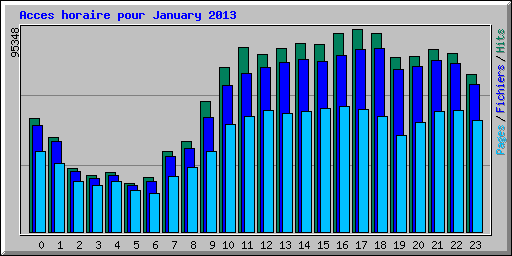 Acces horaire pour January 2013
95348
Pages / Fichiers / Hits
0 1 2 3 4 5 6 7 8 9 10 11 12 13 14 15 16 17 18 19 20 21 22 23